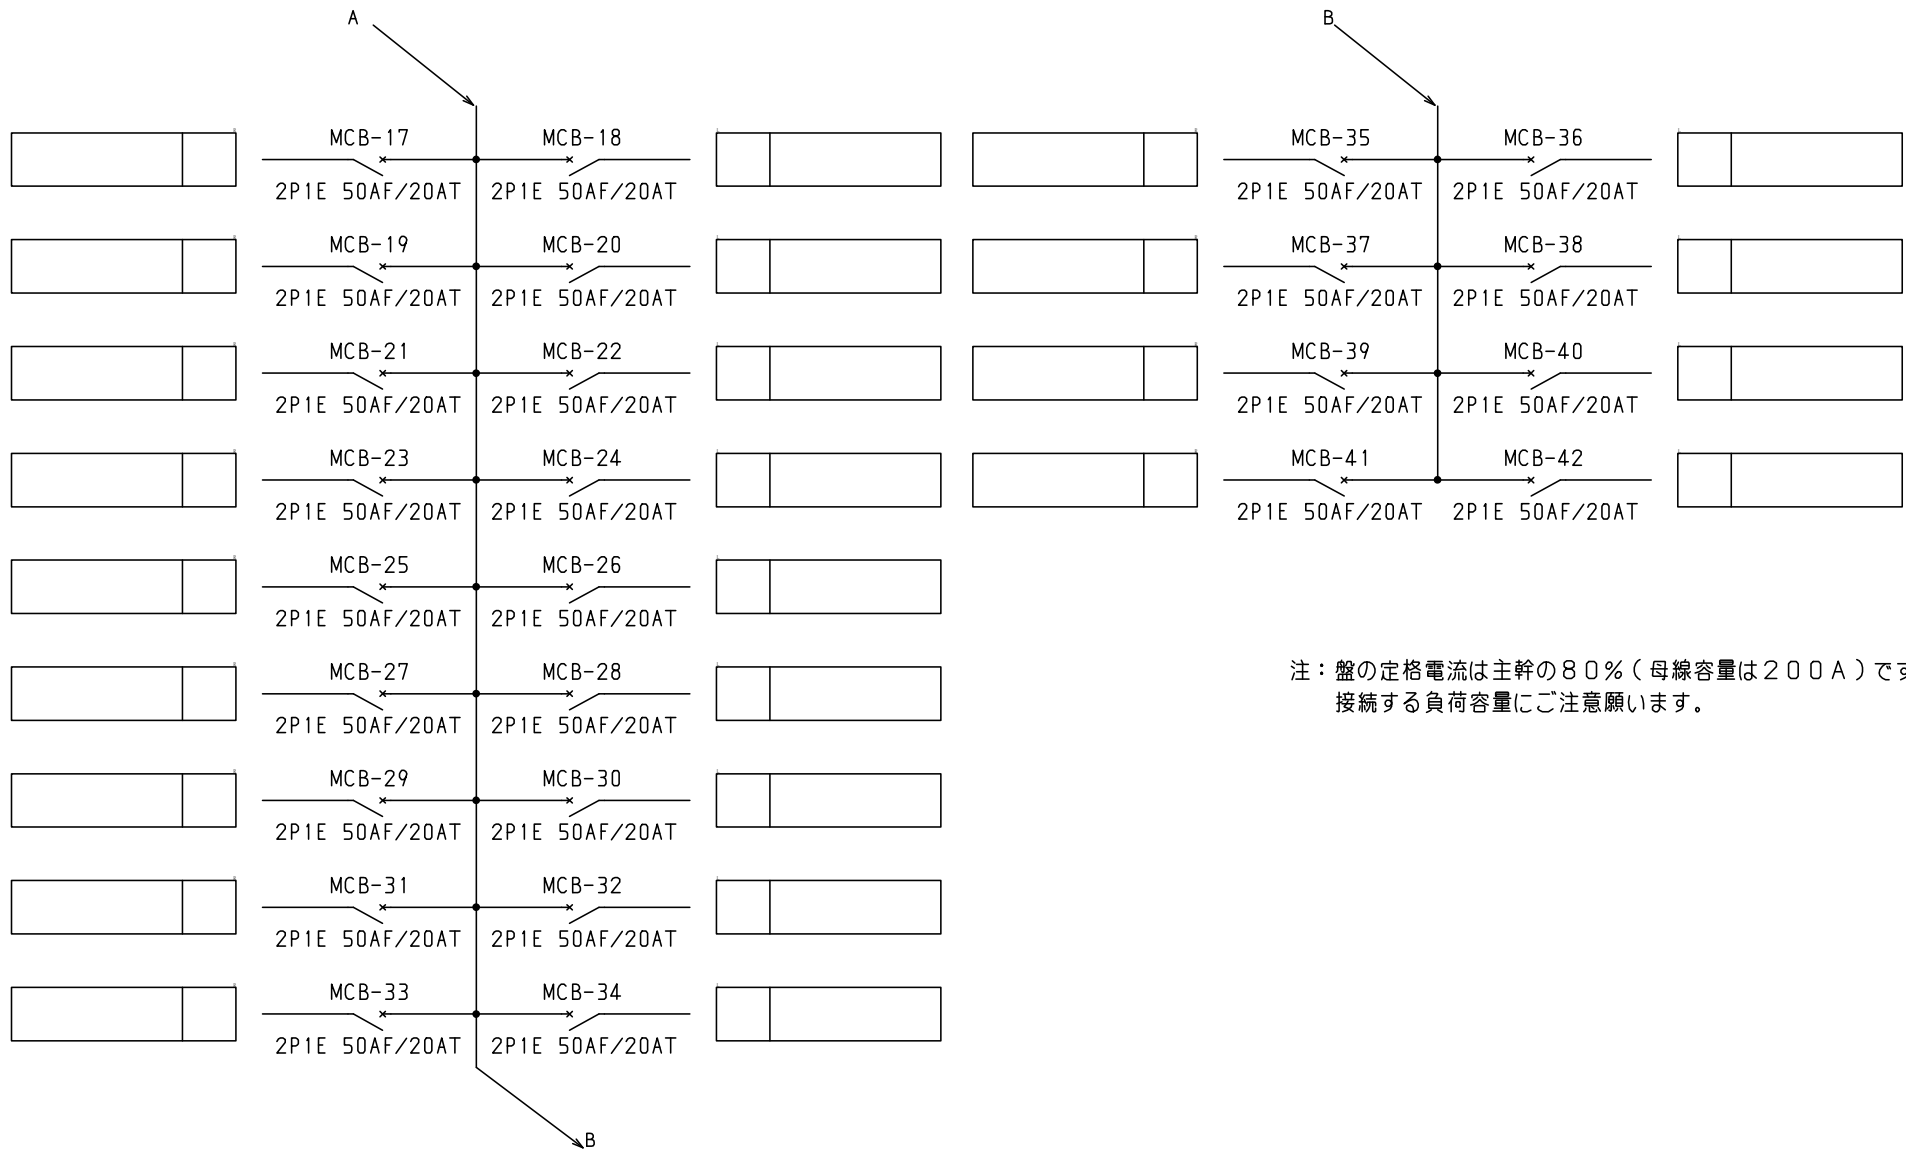 A
MCB-17 MCB-18
2P1E 50AF/20AT 2P1E 50AF/20AT
MCB-19 MCB-20
2P1E 50AF/20AT 2P1E 50AF/20AT
MCB-21 MCB-22
2P1E 50AF/20AT 2P1E 50AF/20AT
MCB-23 MCB-24
2P1E 50AF/20AT 2P1E 50AF/20AT
MCB-25 MCB-26
2P1E 50AF/20AT 2P1E 50AF/20AT
MCB-27 MCB-28
2P1E 50AF/20AT 2P1E 50AF/20AT
MCB-29 MCB-30
2P1E 50AF/20AT 2P1E 50AF/20AT
MCB-31 MCB-32
2P1E 50AF/20AT 2P1E 50AF/20AT
MCB-33 MCB-34
2P1E 50AF/20AT 2P1E 50AF/20AT
B
B
MCB-35 MCB-36
2P1E 50AF/20AT 2P1E 50AF/20AT
MCB-37 MCB-38
2P1E 50AF/20AT 2P1E 50AF/20AT
MCB-39 MCB-40
2P1E 50AF/20AT 2P1E 50AF/20AT
MCB-41 MCB-42
2P1E 50AF/20AT 2P1E 50AF/20AT
注：盤の定格電流は主幹の８０％（母線容量は２００Ａ）です
接続する負荷容量にご注意願います。